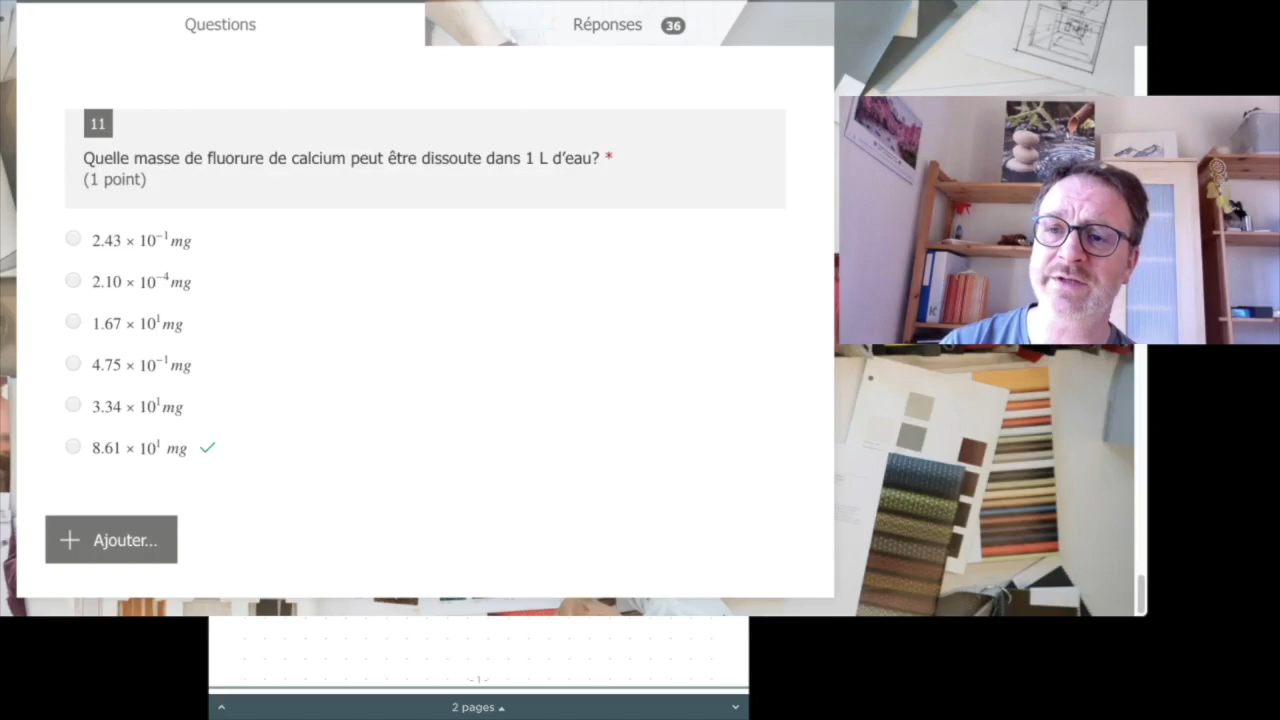 Questions
Réponses 36
11
Quelle masse de fluorure de calcium peut être dissoute dans 1 L d’eau? *
(1 point)
2.43 × 10⁻¹ mg
2.10 × 10⁻⁴ mg
1.67 × 10¹ mg
4.75 × 10⁻¹ mg
3.34 × 10¹ mg
8.61 × 10¹ mg
Ajouter...
- 1 -
2 pages